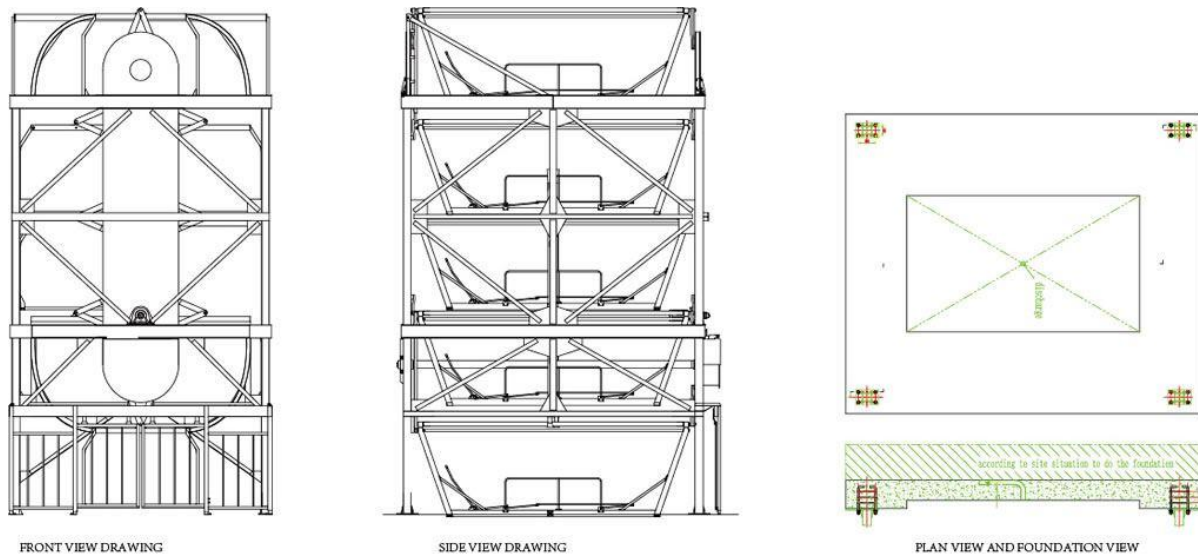 discharge
according to site situation to do the foundation
FRONT VIEW DRAWING
SIDE VIEW DRAWING
PLAN VIEW AND FOUNDATION VIEW